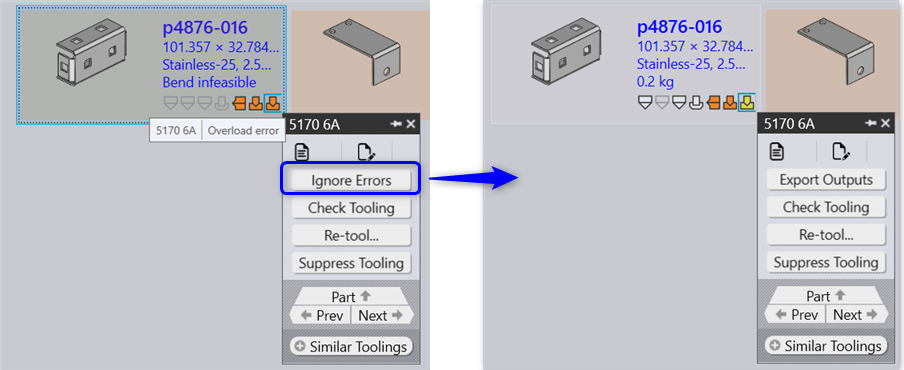 p4876-016
101.357 × 32.784...
Stainless-25, 2.5...
Bend infeasible
5170 6A Overload error
5170 6A
Ignore Errors
Check Tooling
Re-tool...
Suppress Tooling
Part
Prev Next
Similar Toolings
p4876-016
101.357 × 32.784...
Stainless-25, 2.5...
0.2 kg
5170 6A
Export Outputs
Check Tooling
Re-tool...
Suppress Tooling
Part
Prev Next
Similar Toolings